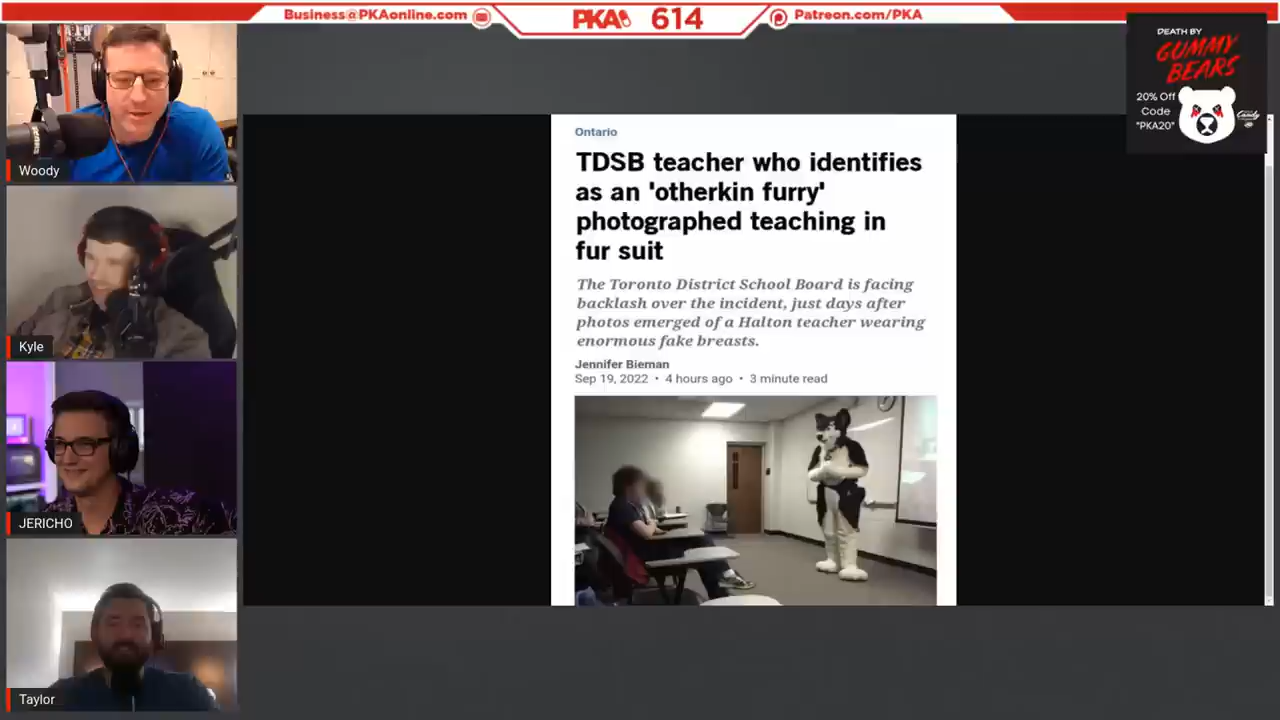 Business@PKAonline.com
PKA 614
Patreon.com/PKA
DEATH BY
GUMMY
BEARS
20% Off
Code
"PKA20"
Candy
Woody
Kyle
JERICHO
Taylor
Ontario
TDSB teacher who identifies
as an 'otherkin furry'
photographed teaching in
fur suit
The Toronto District School Board is facing
backlash over the incident, just days after
photos emerged of a Halton teacher wearing
enormous fake breasts.
Jennifer Bieman
Sep 19, 2022 • 4 hours ago • 3 minute read